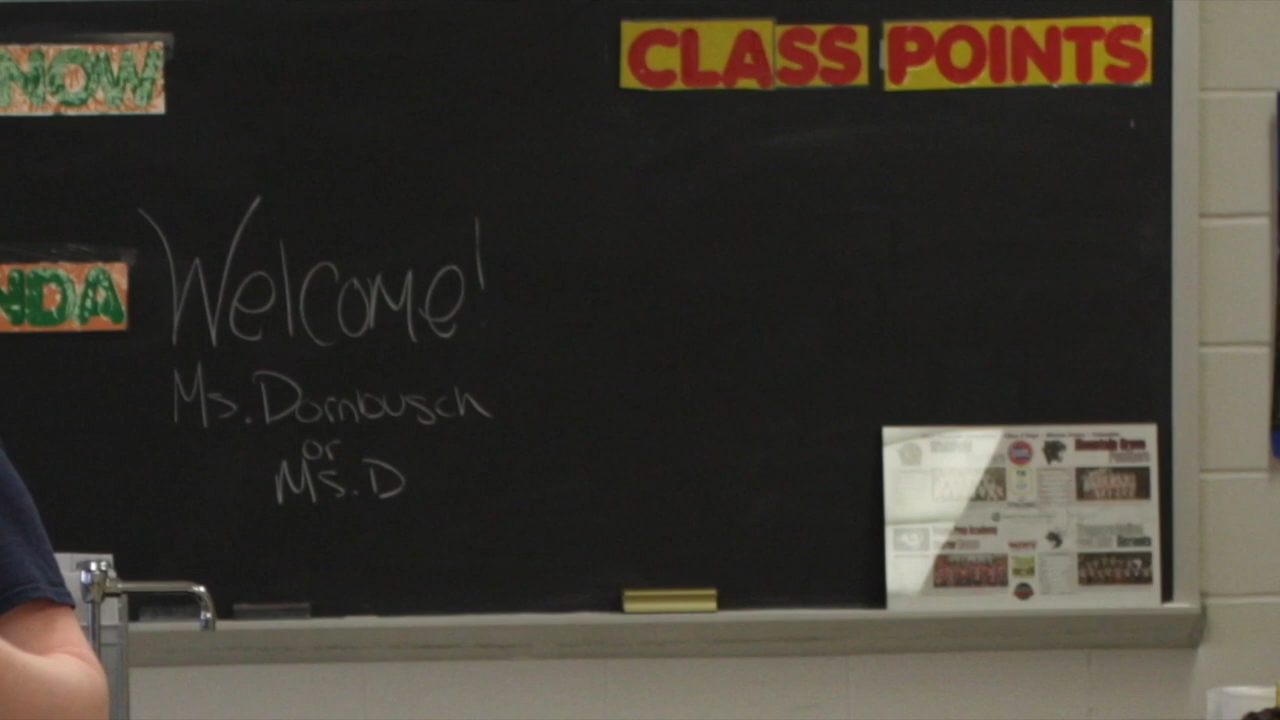 NOW
CLASS POINTS
NDA
Welcome!
Ms. Dornbusch
or
Ms. D